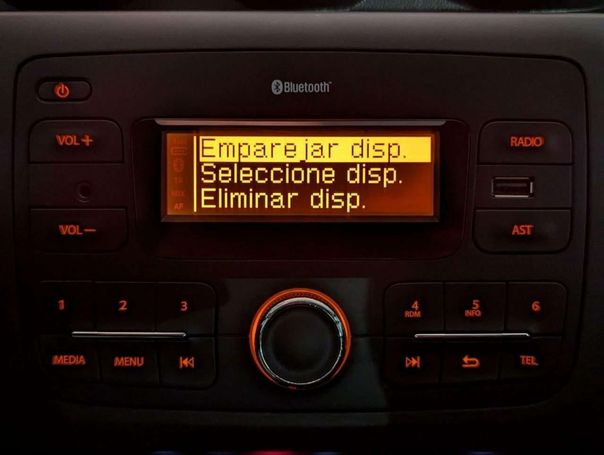 Bluetooth
VOL+
Emparejar disp.
RADIO
Seleccione disp.
Eliminar disp.
AF
VOL-
AST
1 2 3
4 5 6
RDM INFO
MEDIA MENU
TEL